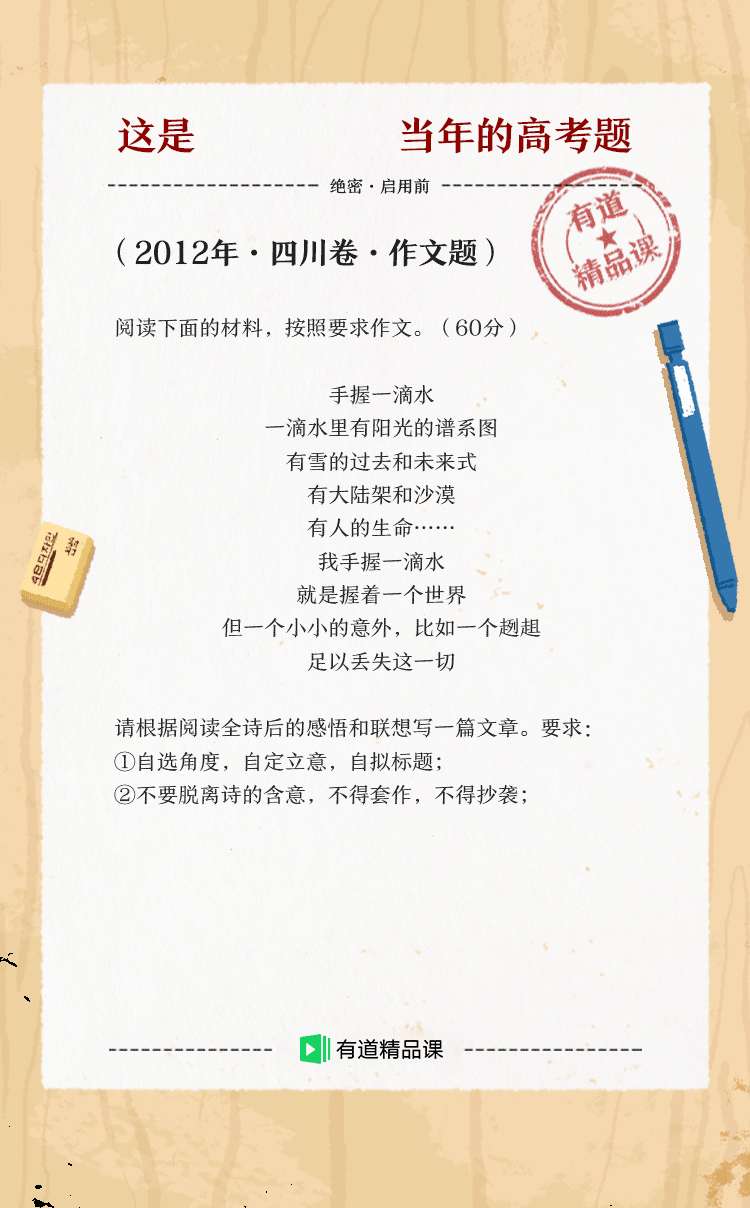 这是 当年的高考题
绝密·启用前
有道
精品课
（2012年·四川卷·作文题）
阅读下面的材料，按照要求作文。（60分）
手握一滴水
一滴水里有阳光的谱系图
有雪的过去和未来式
有大陆架和沙漠
有人的生命……
我手握一滴水
就是握着一个世界
但一个小小的意外，比如一个趔趄
足以丢失这一切
请根据阅读全诗后的感悟和联想写一篇文章。要求：
①自选角度，自定立意，自拟标题；
②不要脱离诗的含意，不得套作，不得抄袭；
有道精品课